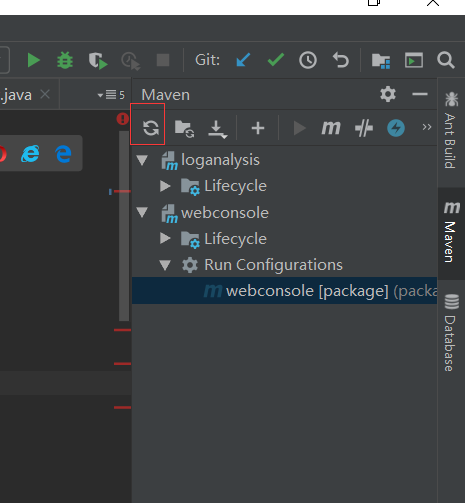 Git:
.java
5
Maven
m
››
loganalysis
Lifecycle
webconsole
Lifecycle
Run Configurations
webconsole [package] (packa
Ant Build
Maven
Database